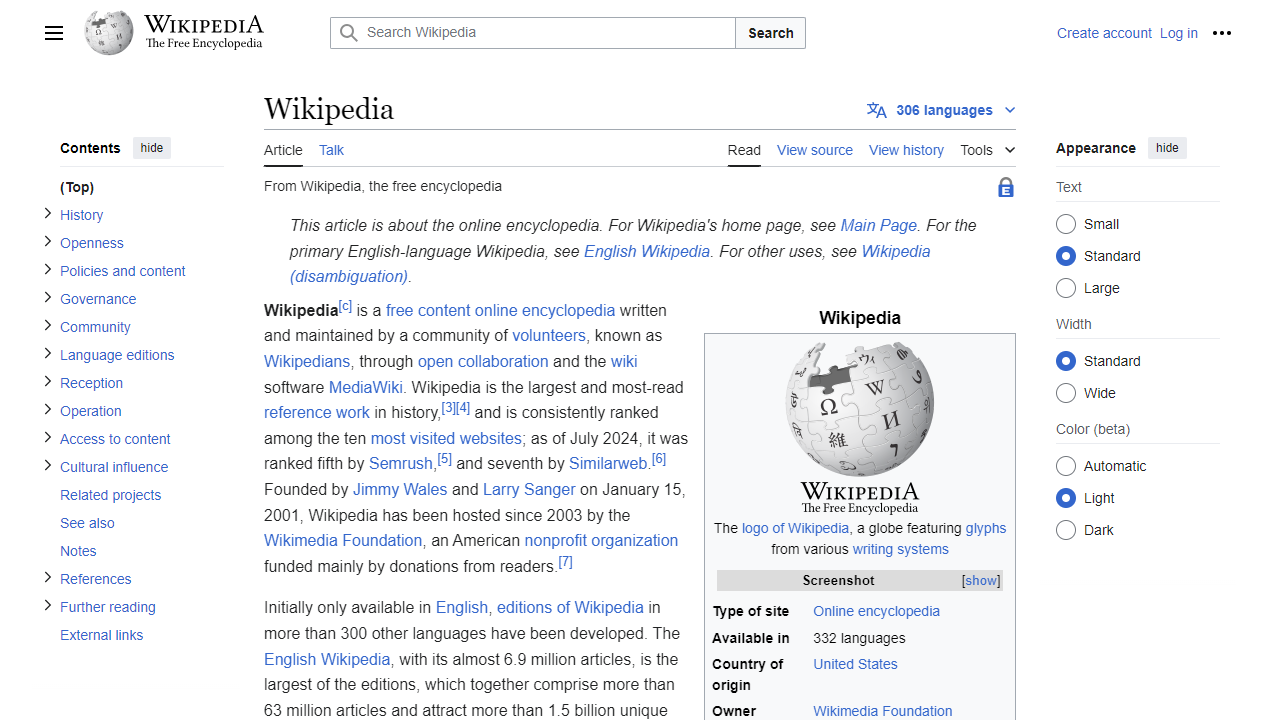 WIKIPEDIA
The Free Encyclopedia
Search Wikipedia
Search
Create account Log in
Wikipedia
306 languages
Contents hide
(Top)
History
Openness
Policies and content
Governance
Community
Language editions
Reception
Operation
Access to content
Cultural influence
Related projects
See also
Notes
References
Further reading
External links
Article Talk
Read View source View history Tools
From Wikipedia, the free encyclopedia
This article is about the online encyclopedia. For Wikipedia's home page, see Main Page. For the
primary English-language Wikipedia, see English Wikipedia. For other uses, see Wikipedia
(disambiguation).
Wikipedia[c] is a free content online encyclopedia written
and maintained by a community of volunteers, known as
Wikipedians, through open collaboration and the wiki
software MediaWiki. Wikipedia is the largest and most-read
reference work in history,[3][4] and is consistently ranked
among the ten most visited websites; as of July 2024, it was
ranked fifth by Semrush,[5] and seventh by Similarweb.[6]
Founded by Jimmy Wales and Larry Sanger on January 15,
2001, Wikipedia has been hosted since 2003 by the
Wikimedia Foundation, an American nonprofit organization
funded mainly by donations from readers.[7]
Initially only available in English, editions of Wikipedia in
more than 300 other languages have been developed. The
English Wikipedia, with its almost 6.9 million articles, is the
largest of the editions, which together comprise more than
63 million articles and attract more than 1.5 billion unique
Wikipedia
Ω W И 維
WIKIPEDIA
The Free Encyclopedia
The logo of Wikipedia, a globe featuring glyphs
from various writing systems
Screenshot [show]
Type of site Online encyclopedia
Available in 332 languages
Country of United States
origin
Owner Wikimedia Foundation
Appearance hide
Text
Small
Standard
Large
Width
Standard
Wide
Color (beta)
Automatic
Light
Dark